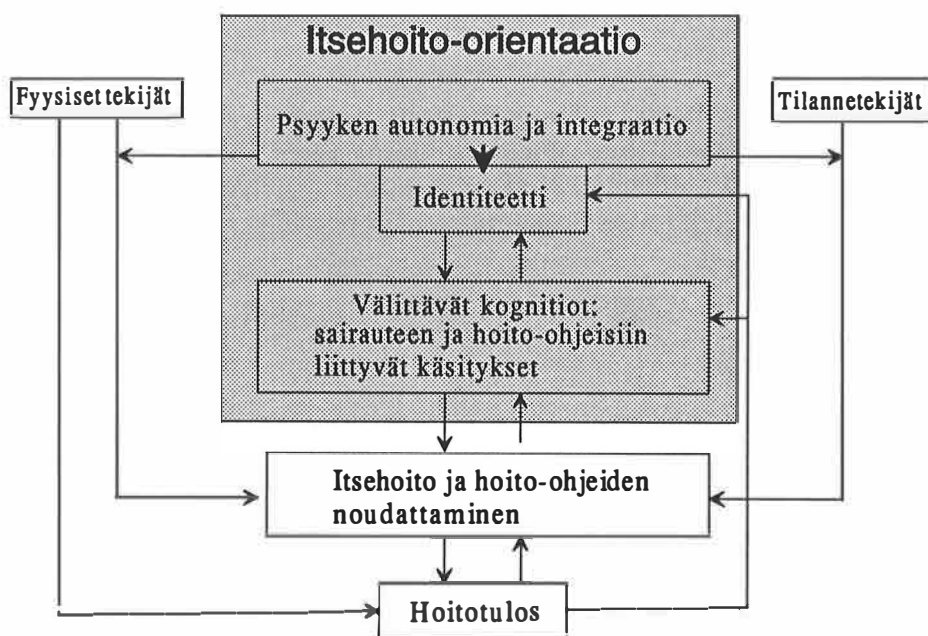 Itsehoito-orientaatio
Fyysiset tekijät
Tilannetekijät
Psyyken autonomia ja integraatio
Identiteetti
Välittävät kognitiot:
sairauteen ja hoito-ohjeisiin
liittyvät käsitykset
Itsehoito ja hoito-ohjeiden
noudattaminen
Hoitotulos